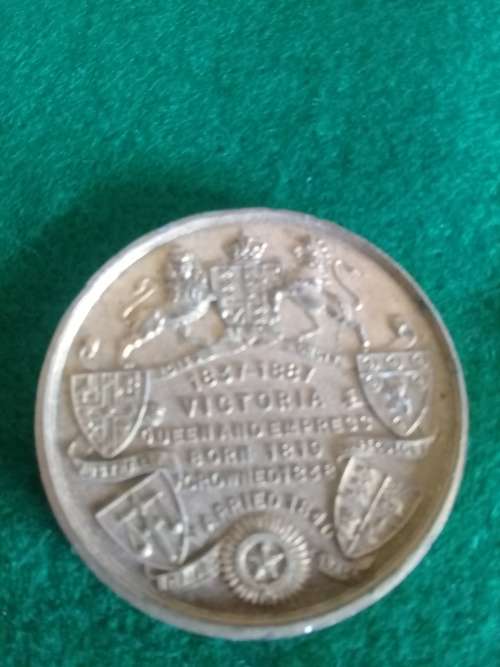 1837-1887
VICTORIA
QUEEN AND EMPRESS
BORN 1819
CROWNED 1838
MARRIED 1840